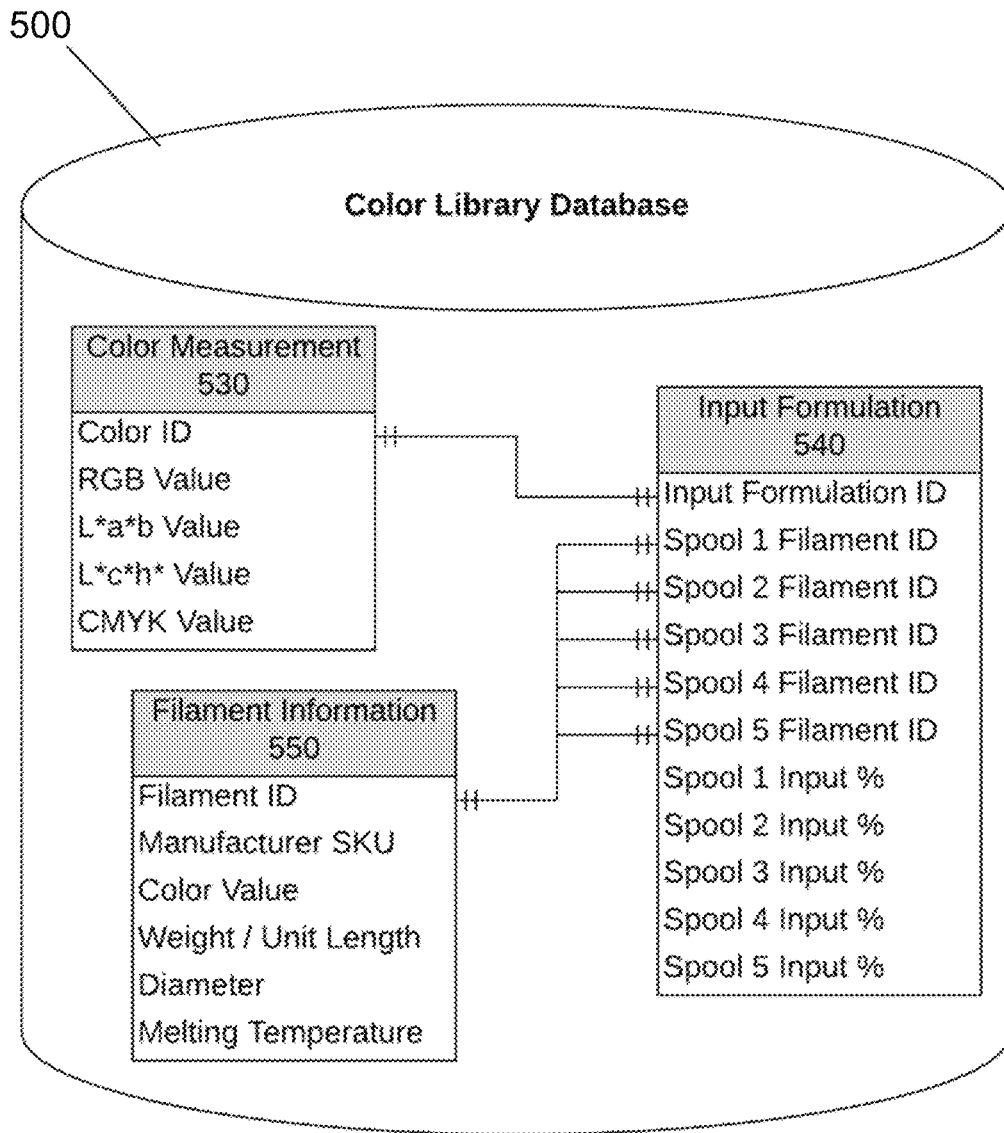 500
Color Library Database
Color Measurement
530
Color ID
RGB Value
L*a*b Value
L*c*h* Value
CMYK Value
Input Formulation
540
Input Formulation ID
Spool 1 Filament ID
Spool 2 Filament ID
Spool 3 Filament ID
Spool 4 Filament ID
Spool 5 Filament ID
Spool 1 Input %
Spool 2 Input %
Spool 3 Input %
Spool 4 Input %
Spool 5 Input %
Filament Information
550
Filament ID
Manufacturer SKU
Color Value
Weight / Unit Length
Diameter
Melting Temperature